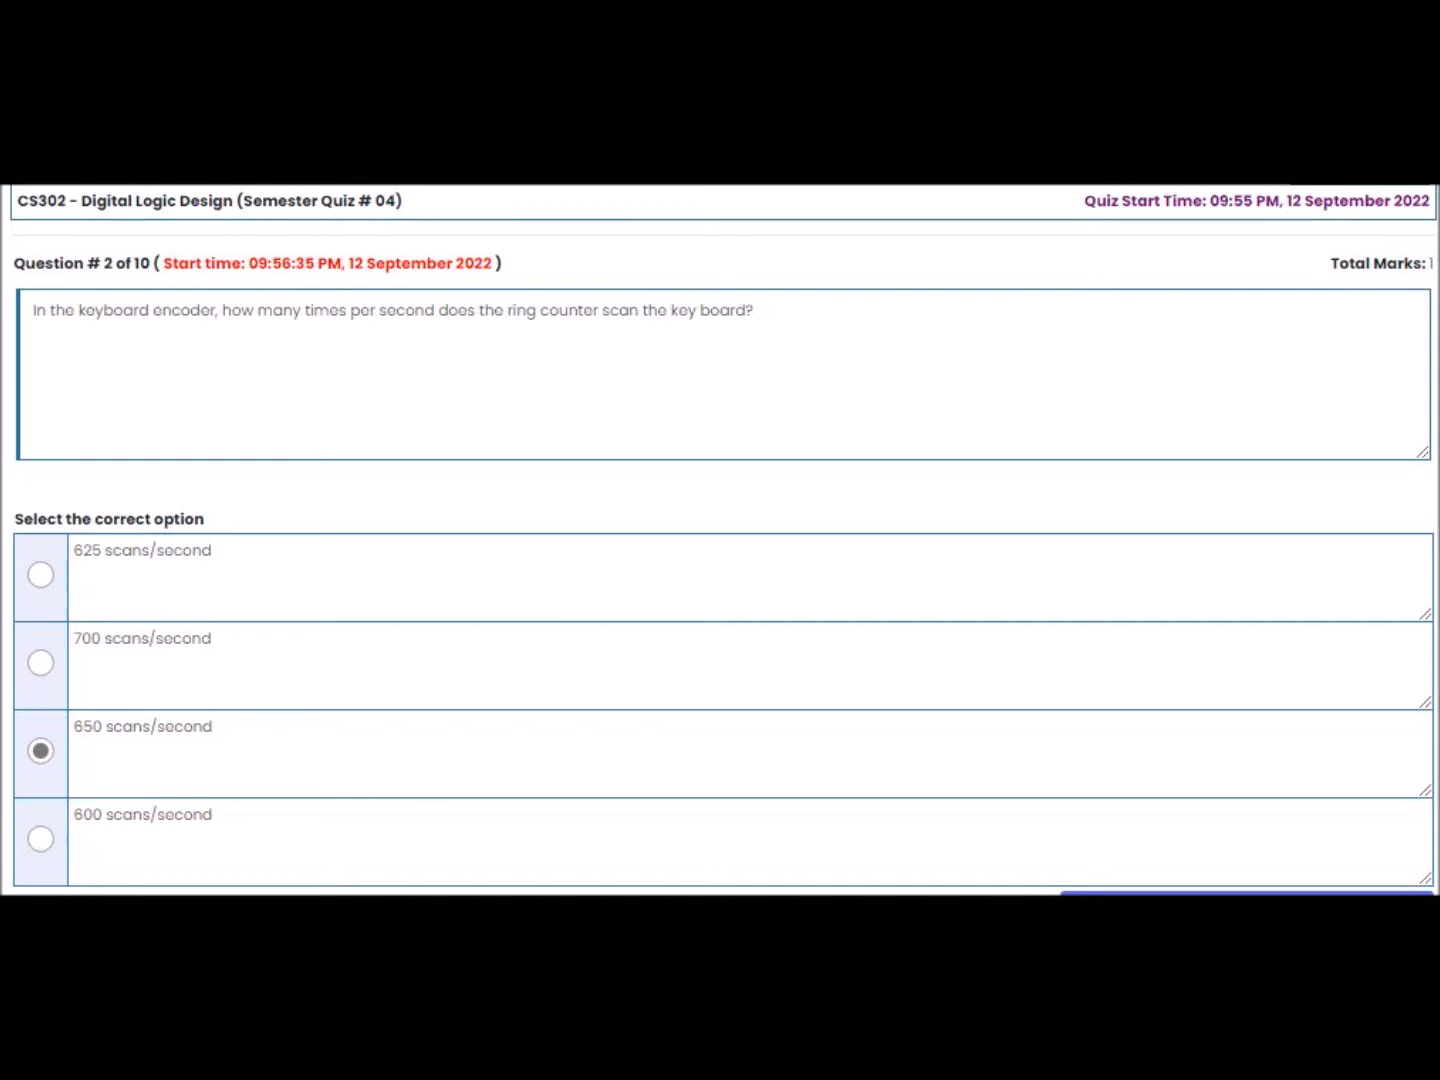 CS302 - Digital Logic Design (Semester Quiz # 04)
Quiz Start Time: 09:55 PM, 12 September 2022
Question # 2 of 10 ( Start time: 09:56:35 PM, 12 September 2022 )
Total Marks: 1
In the keyboard encoder, how many times per second does the ring counter scan the key board?
Select the correct option
625 scans/second
700 scans/second
650 scans/second
600 scans/second